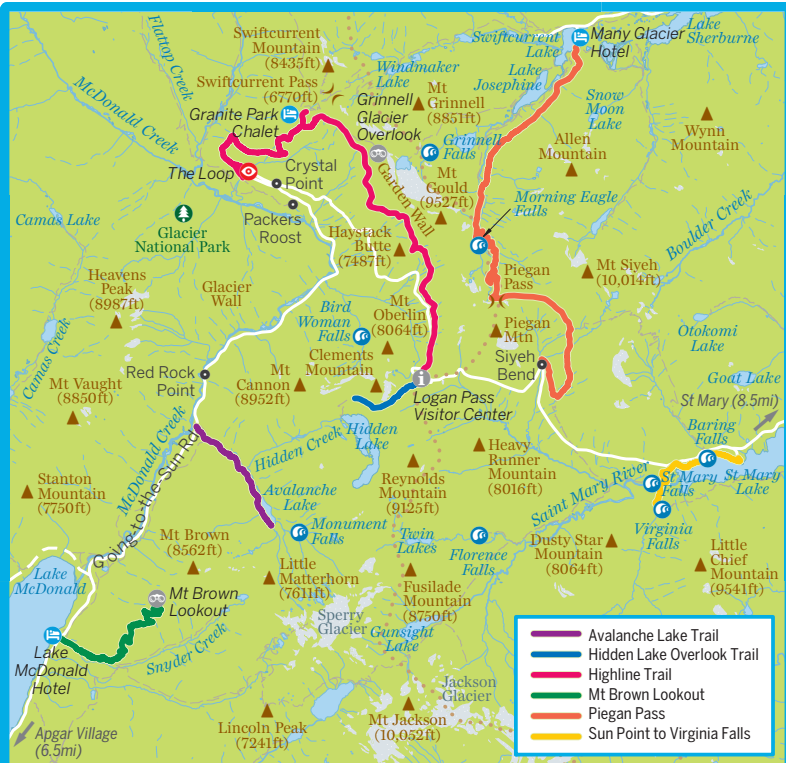 Flattop Creek
McDonald Creek
Swiftcurrent
Mountain
(8435ft)
Swiftcurrent Pass
(6770ft)
Granite Park
Chalet
Windmaker
Lake
Grinnell
Glacier
Overlook
Mt
Grinnell
(8851ft)
Swiftcurrent
Lake
Lake
Josephine
Many Glacier
Hotel
Lake
Sherburne
Snow
Moon
Lake
Wynn
Mountain
Allen
Mountain
Grinnell
Falls
The Loop
Crystal
Point
Packers
Roost
Garden Wall
Mt
Gould
(9527ft)
Morning Eagle
Falls
Boulder Creek
Camas Lake
Glacier
National Park
Haystack
Butte
(7487ft)
Piegan
Pass
Mt Siyeh
(10,014ft)
Heavens
Peak
(8987ft)
Glacier
Wall
Bird
Woman
Falls
Mt
Oberlin
(8064ft)
Piegan
Mtn
Otokomi
Lake
Camas Creek
Clements
Mountain
Siyeh
Bend
Goat Lake
Red Rock
Point
Mt
Cannon
(8952ft)
Mt Vaught
(8850ft)
Logan Pass
Visitor Center
St Mary (8.5mi)
McDonald Creek
Hidden Creek
Hidden
Lake
Baring
Falls
Going-to-the-Sun Rd
Heavy
Runner
Mountain
(8016ft)
Saint Mary River
St Mary
Falls
St Mary
Lake
Stanton
Mountain
(7750ft)
Avalanche
Lake
Reynolds
Mountain
(9125ft)
Virginia
Falls
Mt Brown
(8562ft)
Monument
Falls
Twin
Lakes
Florence
Falls
Dusty Star
Mountain
(8064ft)
Little
Chief
Mountain
(9541ft)
Lake
McDonald
Mt Brown
Lookout
Little
Matterhorn
(7611ft)
Fusilade
Mountain
(8750ft)
Sperry
Glacier
Gunsight
Lake
Lake
McDonald
Hotel
Snyder Creek
Jackson
Glacier
Apgar Village
(6.5mi)
Lincoln Peak
(7241ft)
Mt Jackson
(10,052ft)
Avalanche Lake Trail
Hidden Lake Overlook Trail
Highline Trail
Mt Brown Lookout
Piegan Pass
Sun Point to Virginia Falls